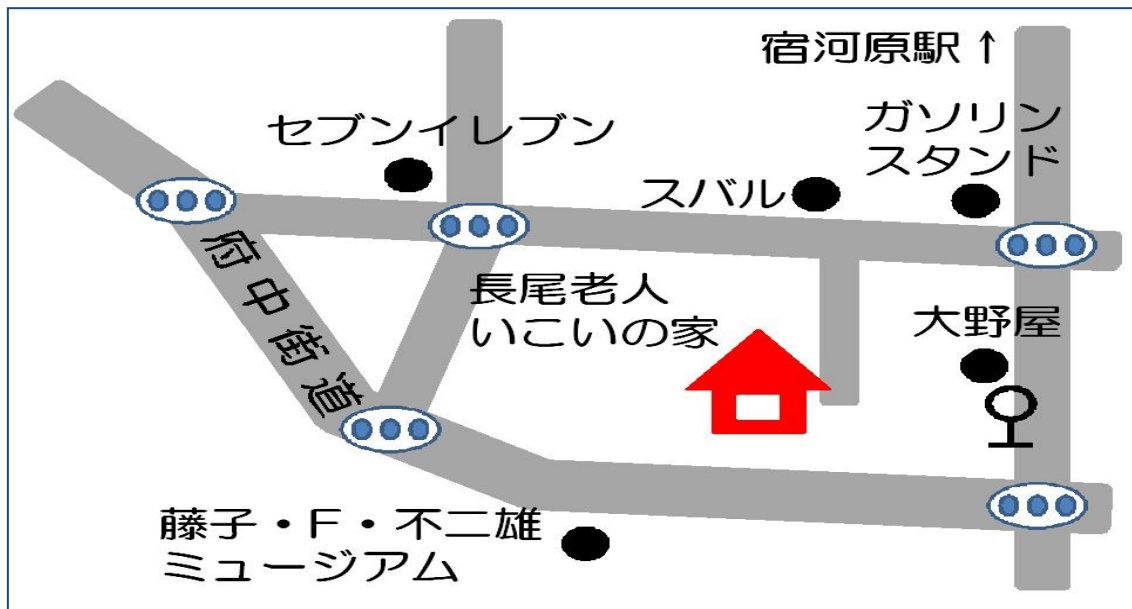 宿河原駅↑
ガソリン
スタンド
セブンイレブン
スバル
府中街道
長尾老人
いこいの家
大野屋
藤子・F・不二雄
ミュージアム